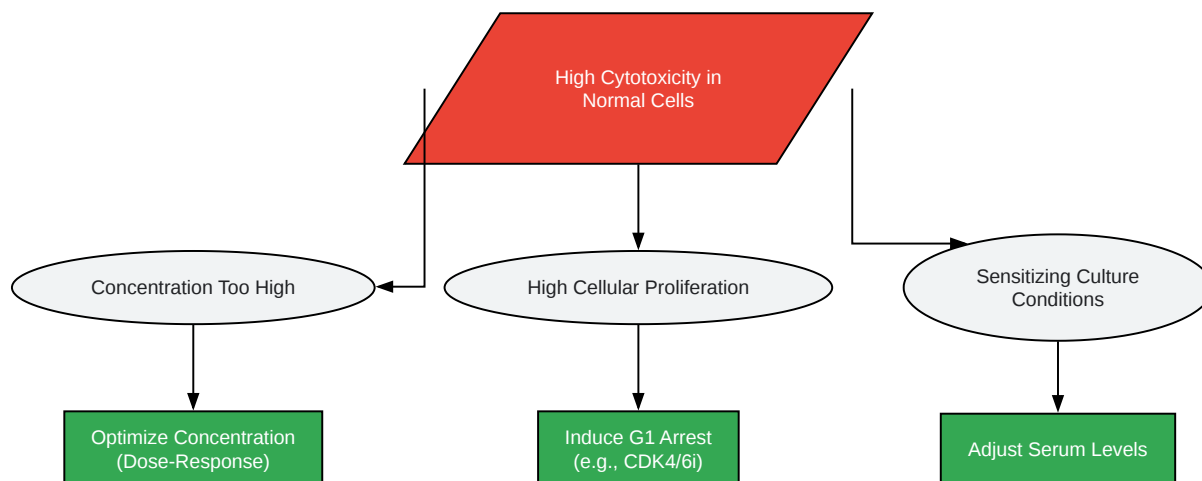 High Cytotoxicity in
Normal Cells
Concentration Too High
High Cellular Proliferation
Sensitizing Culture
Conditions
Optimize Concentration
(Dose-Response)
Induce G1 Arrest
(e.g., CDK4/6i)
Adjust Serum Levels